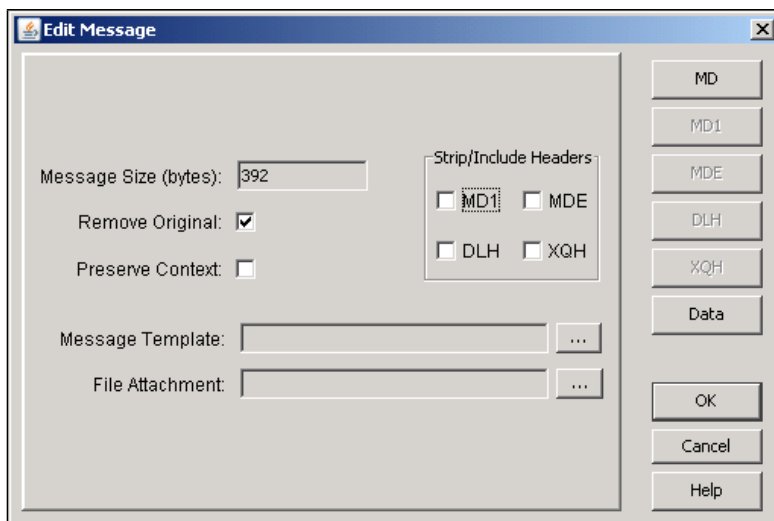 Edit Message
MD
MD1
MDE
DLH
XQH
Data
OK
Cancel
Help
Message Size (bytes): 392
Remove Original:
Preserve Context:
Strip/Include Headers
MD1 MDE
DLH XQH
Message Template: ...
File Attachment: ...